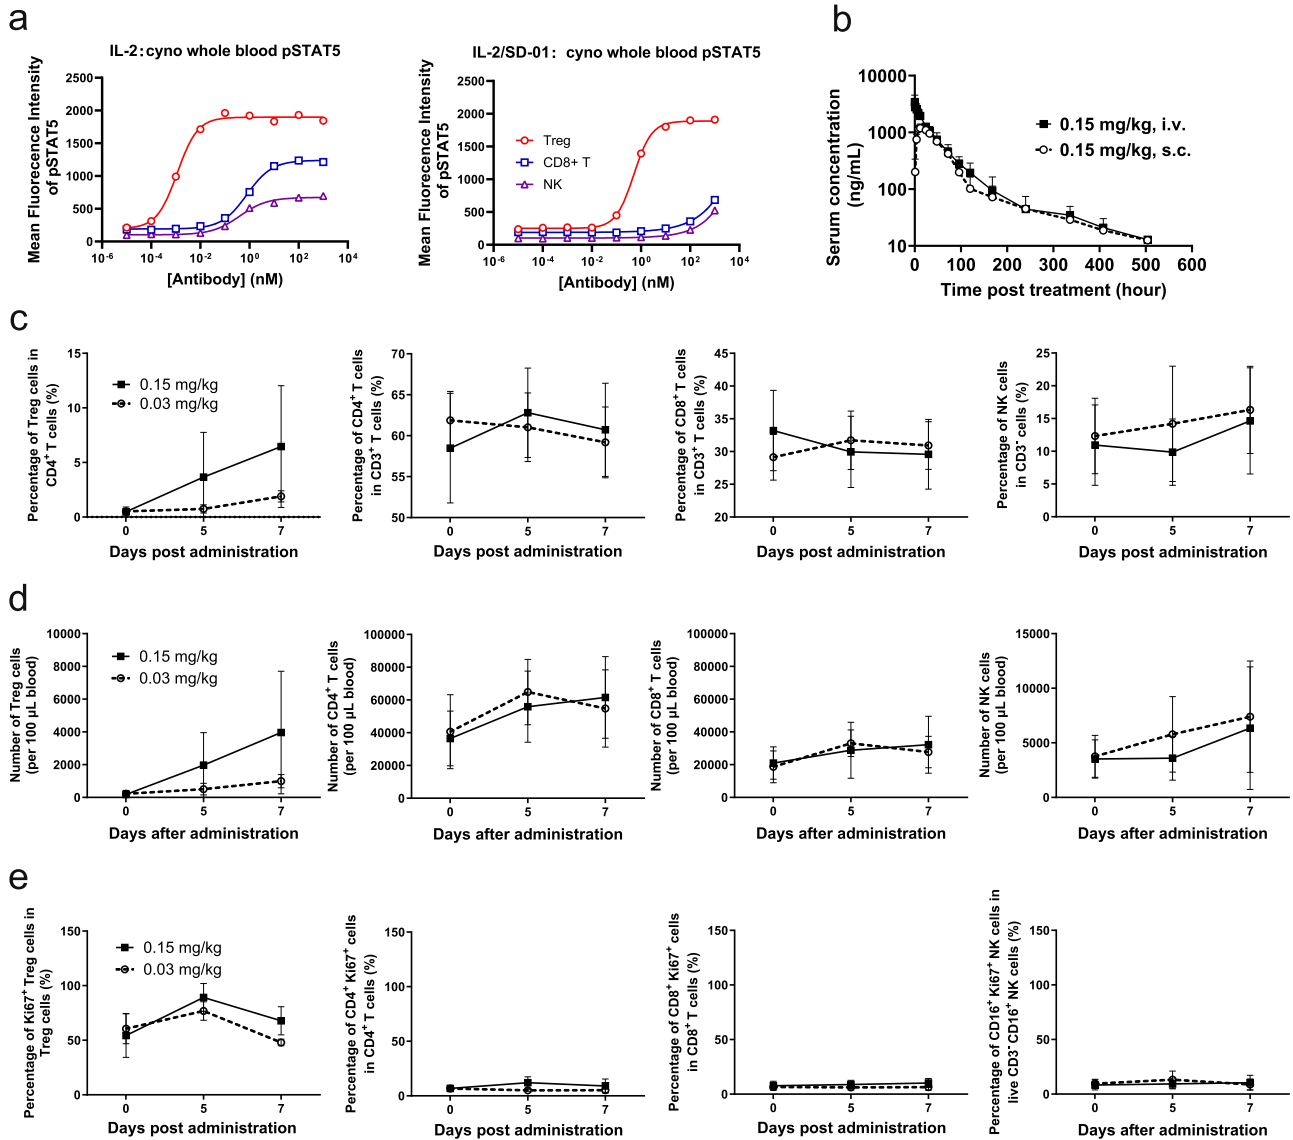 a
IL-2:cyno whole blood pSTAT5
Mean Fluorescence Intensity
of pSTAT5
2500
2000
1500
1000
500
0
10⁻⁶
10⁻⁴
10⁻²
10⁰
10²
10⁴
[Antibody] (nM)
IL-2/SD-01: cyno whole blood pSTAT5
Mean Fluorescence Intensity
of pSTAT5
2500
2000
1500
1000
500
0
Treg
CD8+ T
NK
10⁻⁶
10⁻⁴
10⁻²
10⁰
10²
10⁴
[Antibody] (nM)
b
Serum concentration
(ng/mL)
10000
1000
100
10
0.15 mg/kg, i.v.
0.15 mg/kg, s.c.
0
100
200
300
400
500
600
Time post treatment (hour)
c
Percentage of Treg cells in
CD4⁺ T cells (%)
15
10
5
0
0.15 mg/kg
0.03 mg/kg
0
5
7
Days post administration
Percentage of CD4⁺ T cells
in CD3⁺ T cells (%)
70
65
60
55
50
0
5
7
Days post administration
Percentage of CD8⁺ T cells
in CD3⁺ T cells (%)
45
40
35
30
25
20
0
5
7
Days post administration
Percentage of NK cells
in CD3⁻ cells (%)
25
20
15
10
5
0
0
5
7
Days post administration
d
Number of Treg cells
(per 100 μL blood)
10000
8000
6000
4000
2000
0
0.15 mg/kg
0.03 mg/kg
0
5
7
Days after administration
Number of CD4⁺ T cells
(per 100 μL blood)
100000
80000
60000
40000
20000
0
0
5
7
Days after administration
Number of CD8⁺ T cells
(per 100 μL blood)
100000
80000
60000
40000
20000
0
0
5
7
Days after administration
Number of NK cells
(per 100 μL blood)
15000
10000
5000
0
0
5
7
Days after administration
e
Percentage of Ki67⁺ Treg cells in
Treg cells (%)
150
100
50
0
0.15 mg/kg
0.03 mg/kg
0
5
7
Days post administration
Percentage of CD4⁺ Ki67⁺ cells
in CD4⁺ T cells (%)
150
100
50
0
0
5
7
Days post administration
Percentage of CD8⁺ Ki67⁺ cells
in CD8⁺ T cells (%)
150
100
50
0
0
5
7
Days post administration
Percentage of CD16⁺ Ki67⁺ NK cells in
live CD3⁻CD16⁺ NK cells (%)
150
100
50
0
0
5
7
Days after administration